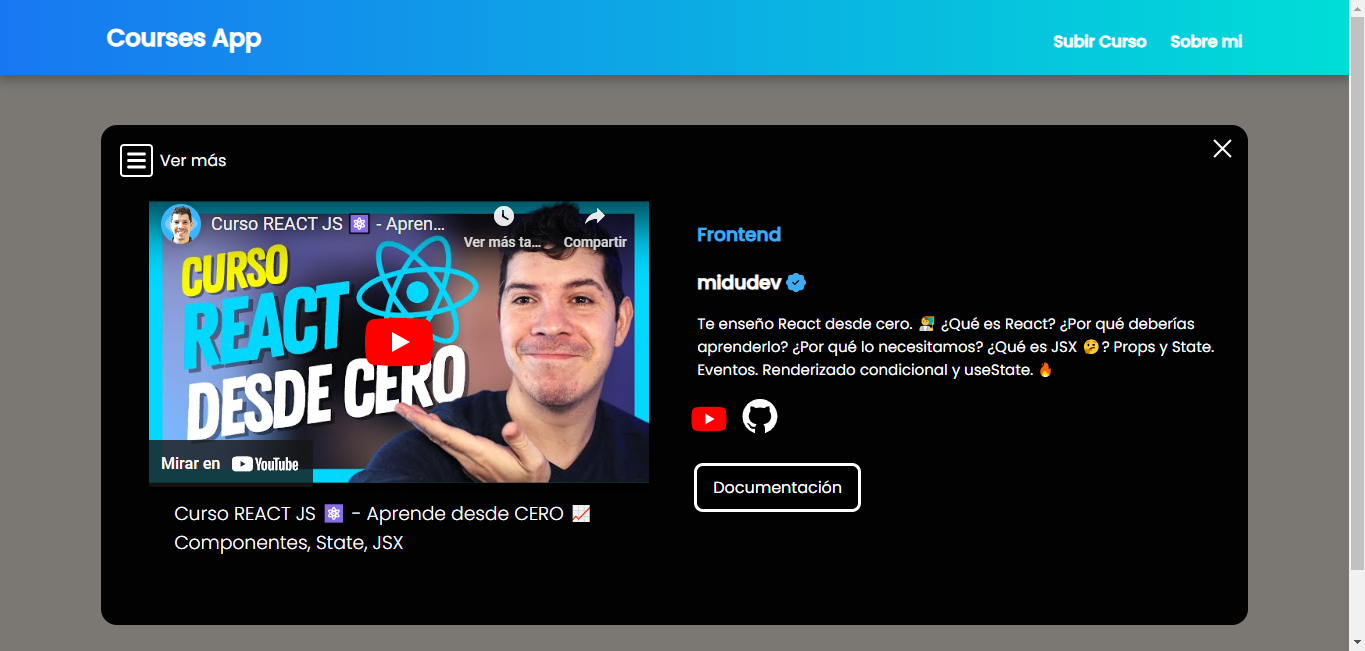 Courses App
Subir Curso
Sobre mi
Ver más
Curso REACT JS ⚛ - Apren...
Ver más ta...
Compartir
CURSO
REACT
DESDE CERO
Mirar en YouTube
Curso REACT JS ⚛ - Aprende desde CERO 📈
Componentes, State, JSX
Frontend
midudev
Te enseño React desde cero. 👨‍🏫 ¿Qué es React? ¿Por qué deberías
aprenderlo? ¿Por qué lo necesitamos? ¿Qué es JSX 🤔? Props y State.
Eventos. Renderizado condicional y useState. 🔥
Documentación